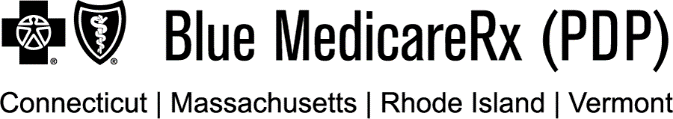 ® ® Blue MedicareRx (PDP)
Connecticut | Massachusetts | Rhode Island | Vermont